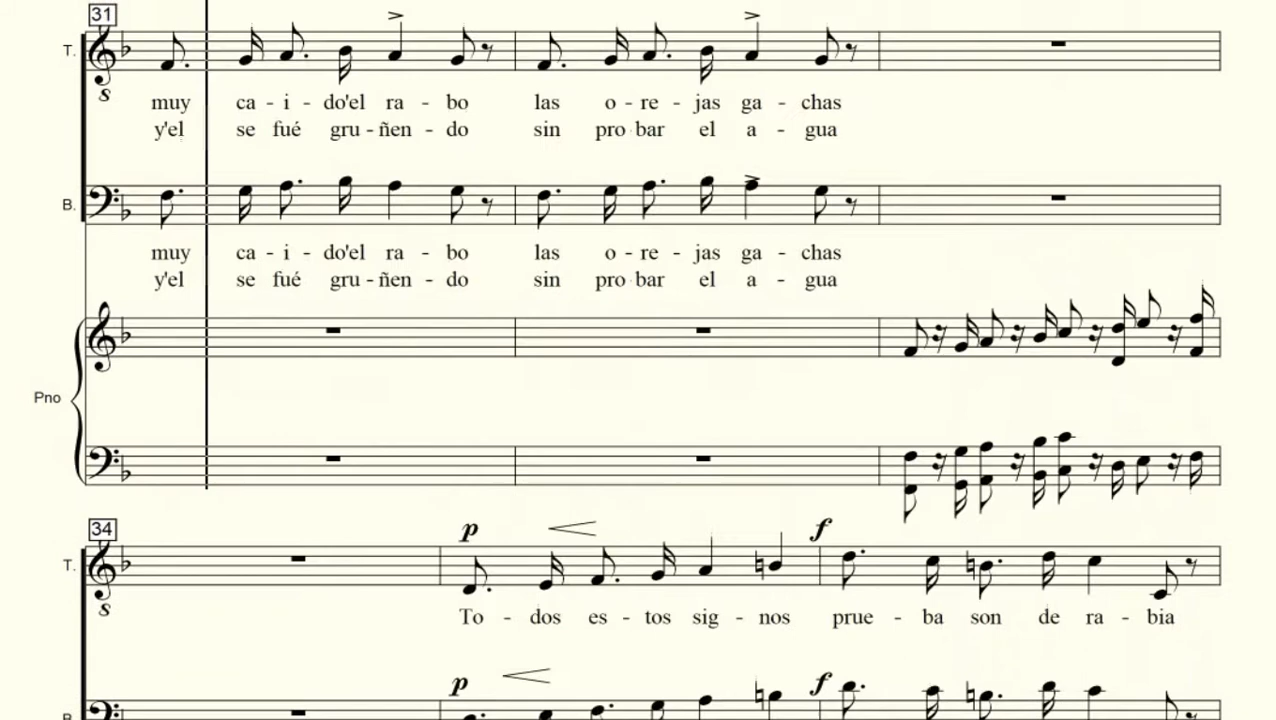 31
T.
8
muy ca - i - do'el ra - bo las o - re - jas ga - chas
y'el se fué gru - ñen - do sin pro bar el a - gua
B.
muy ca - i - do'el ra - bo las o - re - jas ga - chas
y'el se fué gru - ñen - do sin pro bar el a - gua
Pno
34
p f
T.
8
To - dos es - tos sig - nos prue - ba son de ra - bia
p f
B.